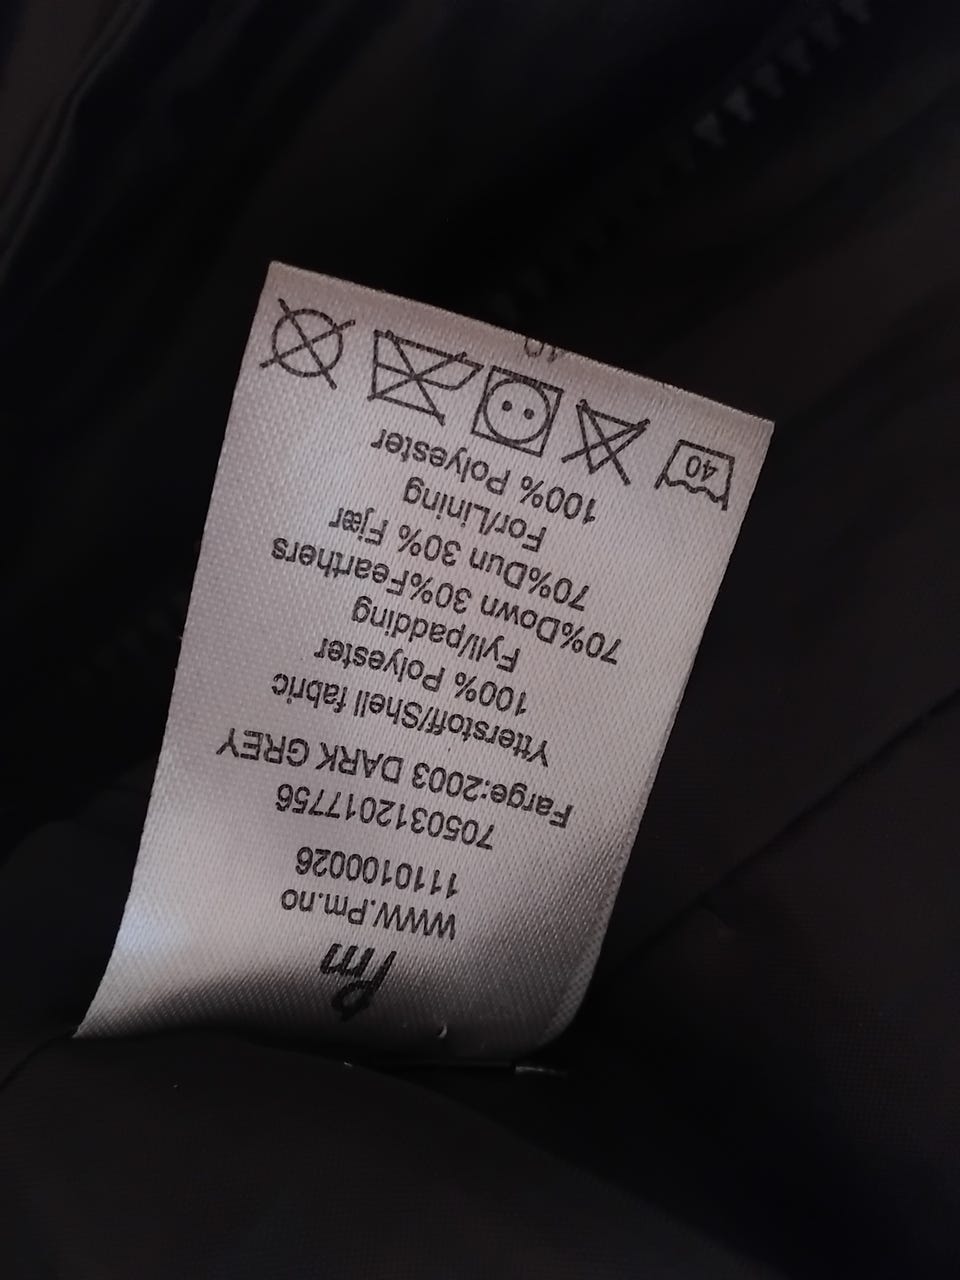 Pm
WWW.Pm.no
1110100026
7050312017756
Farge:2003 DARK GREY
Ytterstoff/Shell fabric
100% Polyester
Fyll/padding
70%Down 30%Fearthers
70%Dun 30% Fjær
For/Lining
100% Polyester
40